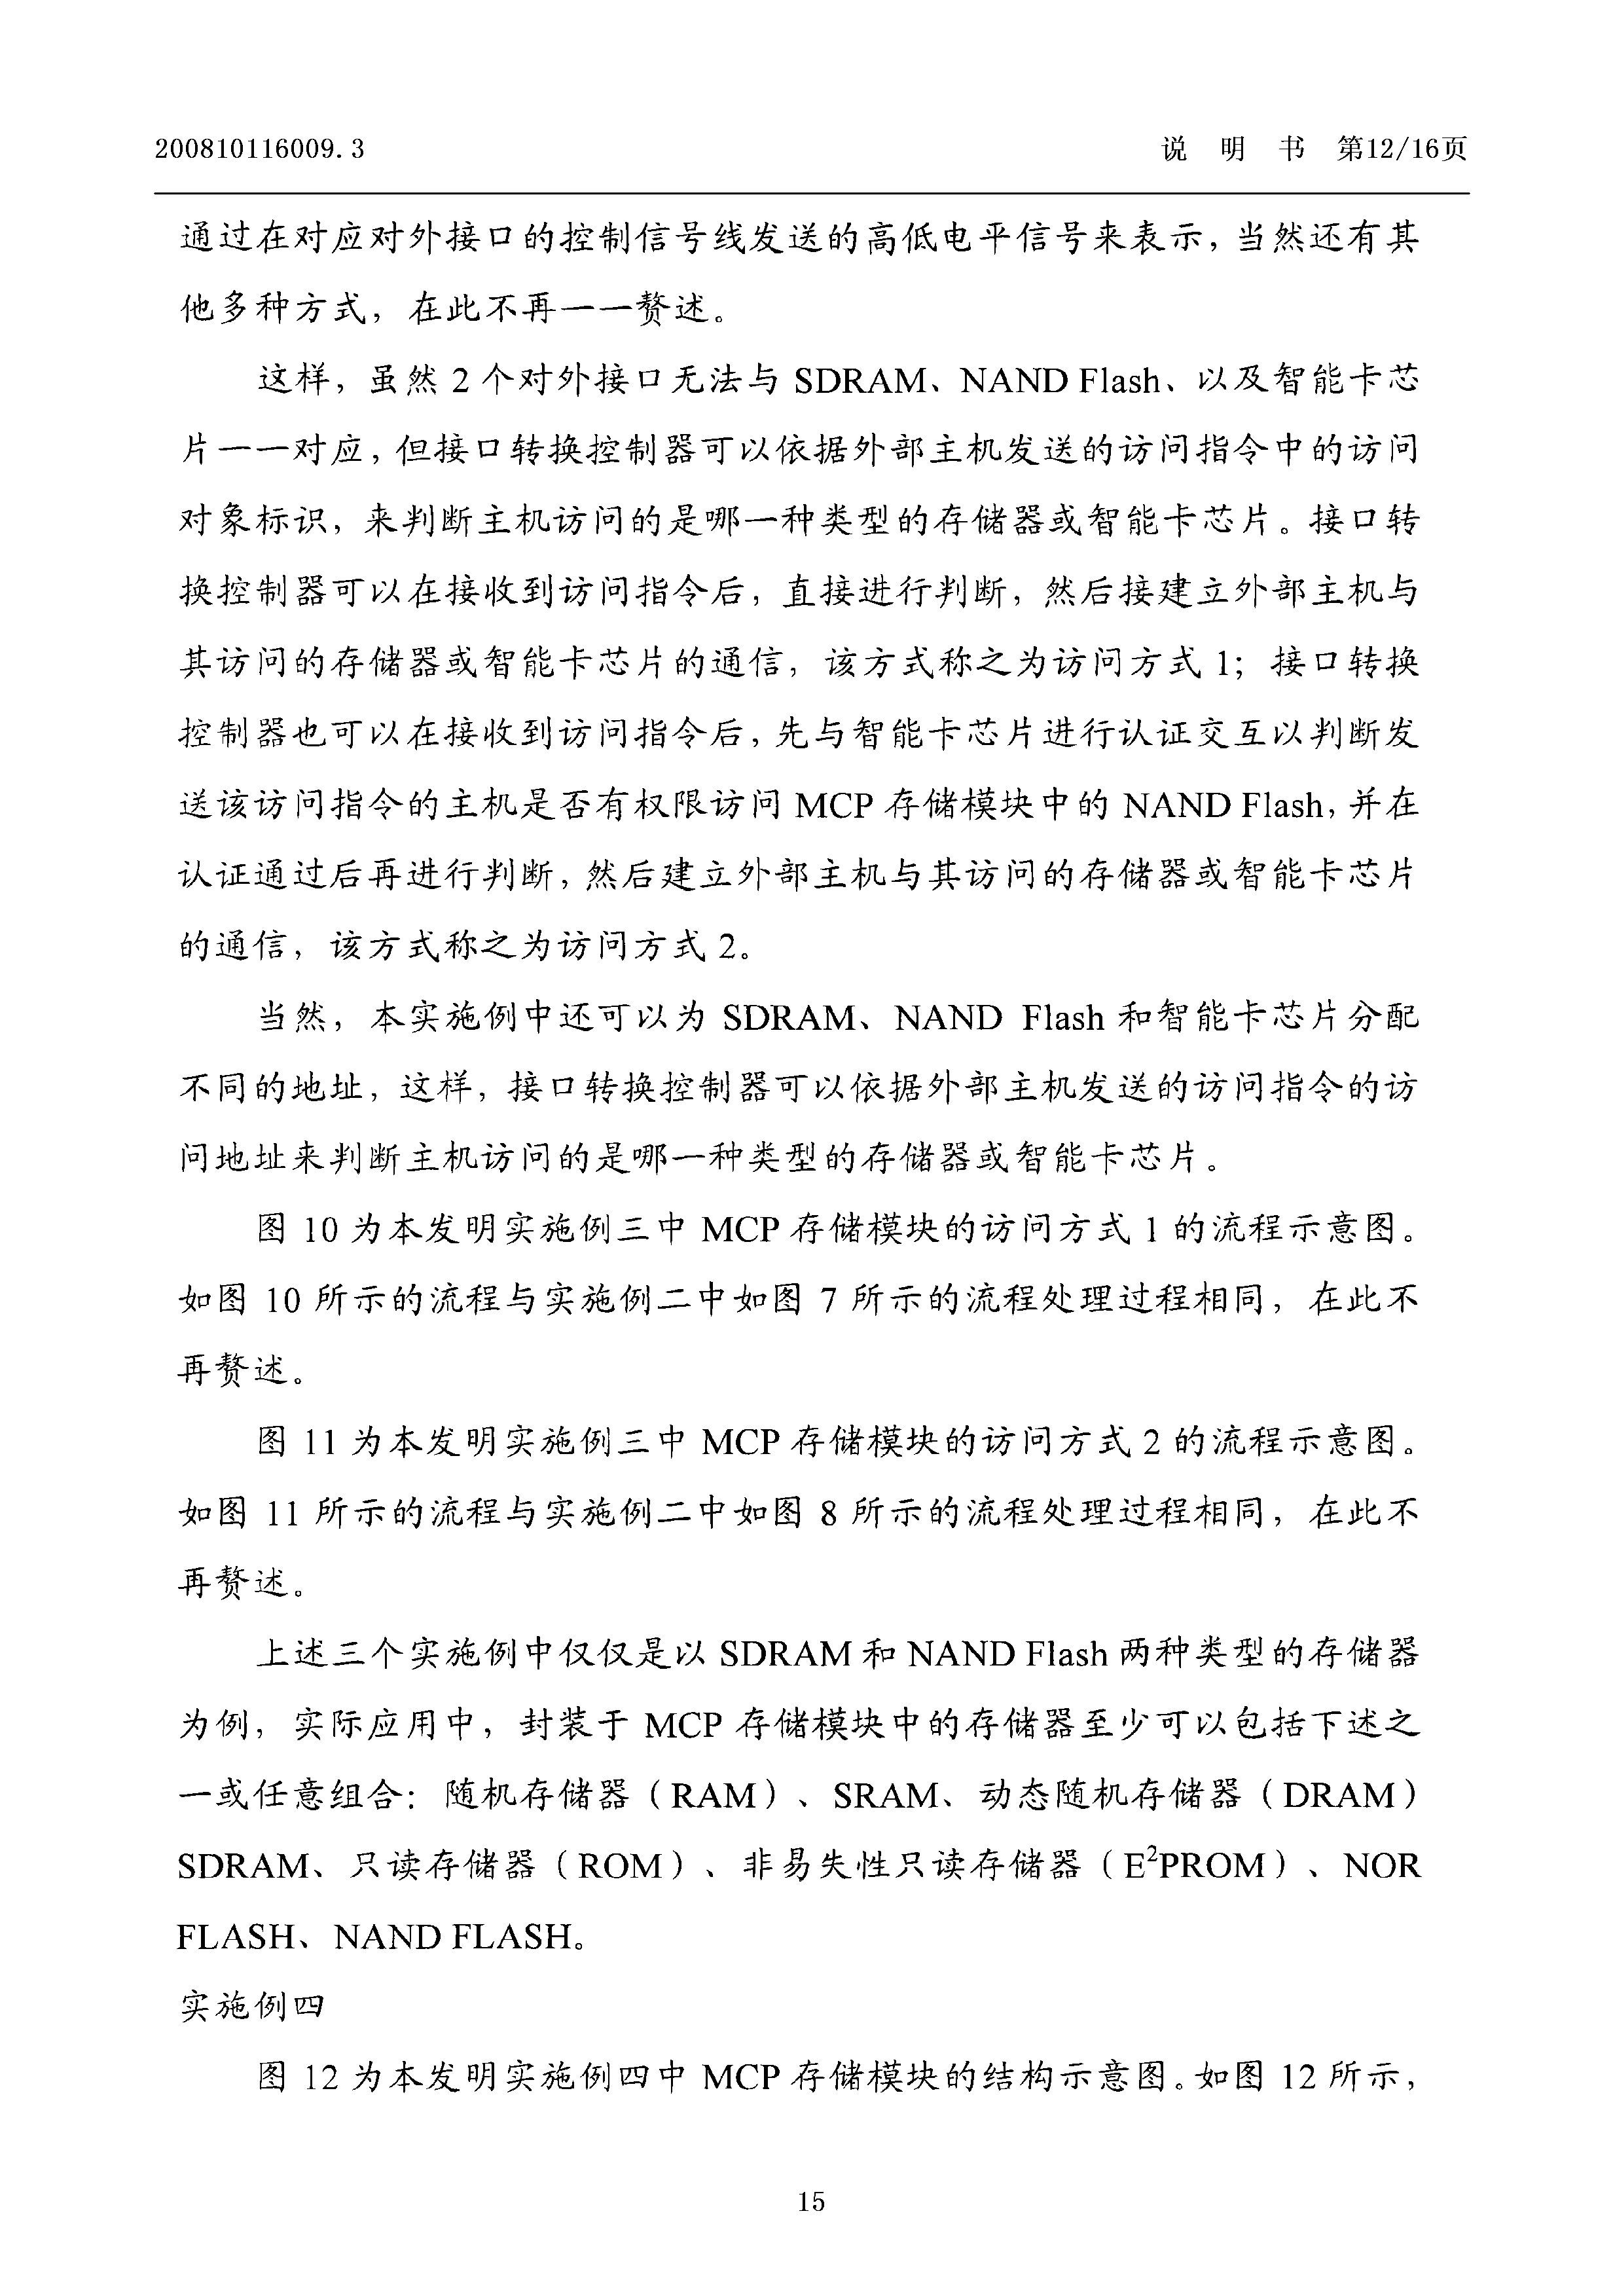 200810116009.3
说 明 书 第12/16页
通过在对应对外接口的控制信号线发送的高低电平信号来表示，当然还有其
他多种方式，在此不再一一赘述。
这样，虽然 2 个对外接口无法与 SDRAM、NAND Flash、以及智能卡芯
片一一对应，但接口转换控制器可以依据外部主机发送的访问指令中的访问
对象标识，来判断主机访问的是哪一种类型的存储器或智能卡芯片。接口转
换控制器可以在接收到访问指令后，直接进行判断，然后接建立外部主机与
其访问的存储器或智能卡芯片的通信，该方式称之为访问方式 1；接口转换
控制器也可以在接收到访问指令后，先与智能卡芯片进行认证交互以判断发
送该访问指令的主机是否有权限访问 MCP 存储模块中的 NAND Flash，并在
认证通过后再进行判断，然后建立外部主机与其访问的存储器或智能卡芯片
的通信，该方式称之为访问方式 2。
当然，本实施例中还可以为 SDRAM、NAND Flash 和智能卡芯片分配
不同的地址，这样，接口转换控制器可以依据外部主机发送的访问指令的访
问地址来判断主机访问的是哪一种类型的存储器或智能卡芯片。
图 10 为本发明实施例三中 MCP 存储模块的访问方式 1 的流程示意图。
如图 10 所示的流程与实施例二中如图 7 所示的流程处理过程相同，在此不
再赘述。
图 11 为本发明实施例三中 MCP 存储模块的访问方式 2 的流程示意图。
如图 11 所示的流程与实施例二中如图 8 所示的流程处理过程相同，在此不
再赘述。
上述三个实施例中仅仅是以 SDRAM 和 NAND Flash 两种类型的存储器
为例，实际应用中，封装于 MCP 存储模块中的存储器至少可以包括下述之
一或任意组合：随机存储器（RAM）、SRAM、动态随机存储器（DRAM）
SDRAM、只读存储器（ROM）、非易失性只读存储器（E²PROM）、NOR
FLASH、NAND FLASH。
实施例四
图 12 为本发明实施例四中 MCP 存储模块的结构示意图。如图 12 所示，
15